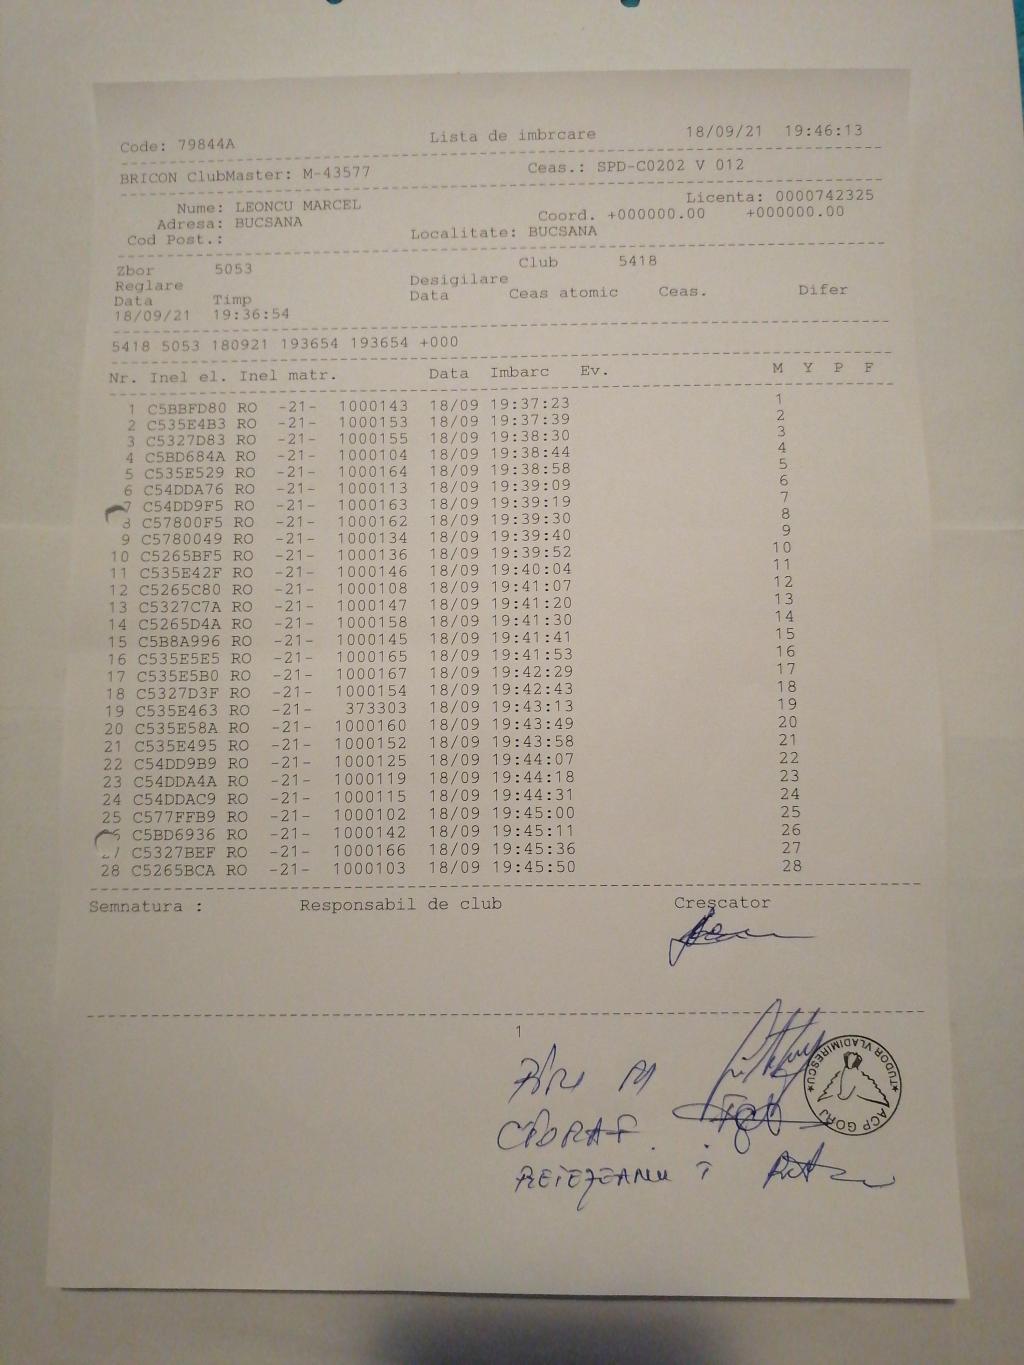 Code: 79844A Lista de imbrcare 18/09/21 19:46:13
BRICON ClubMaster: M-43577 Ceas.: SPD-C0202 V 012
Licenta: 0000742325
Nume: LEONCU MARCEL
Coord. +000000.00 +000000.00
Adresa: BUCSANA
Cod Post.: Localitate: BUCSANA
Zbor 5053 Club 5418
Reglare Desigilare
Data Timp Data Ceas atomic Ceas. Difer
18/09/21 19:36:54
5418 5053 180921 193654 193654 +000
Nr. Inel el. Inel matr. Data Imbarc Ev. M Y P F
1 C5BBFD80 RO -21- 1000143 18/09 19:37:23 1
2 C535E4B3 RO -21- 1000153 18/09 19:37:39 2
3 C5327D83 RO -21- 1000155 18/09 19:38:30 3
4 C5BD684A RO -21- 1000104 18/09 19:38:44 4
5 C535E529 RO -21- 1000164 18/09 19:38:58 5
6 C54DDA76 RO -21- 1000113 18/09 19:39:09 6
7 C54DD9F5 RO -21- 1000163 18/09 19:39:19 7
8 C57800F5 RO -21- 1000162 18/09 19:39:30 8
9 C5780049 RO -21- 1000134 18/09 19:39:40 9
10 C5265BF5 RO -21- 1000136 18/09 19:39:52 10
11 C535E42F RO -21- 1000146 18/09 19:40:04 11
12 C5265C80 RO -21- 1000108 18/09 19:41:07 12
13 C5327C7A RO -21- 1000147 18/09 19:41:20 13
14 C5265D4A RO -21- 1000158 18/09 19:41:30 14
15 C5B8A996 RO -21- 1000145 18/09 19:41:41 15
16 C535E5E5 RO -21- 1000165 18/09 19:41:53 16
17 C535E5B0 RO -21- 1000167 18/09 19:42:29 17
18 C5327D3F RO -21- 1000154 18/09 19:42:43 18
19 C535E463 RO -21- 373303 18/09 19:43:13 19
20 C535E58A RO -21- 1000160 18/09 19:43:49 20
21 C535E495 RO -21- 1000152 18/09 19:43:58 21
22 C54DD9B9 RO -21- 1000125 18/09 19:44:07 22
23 C54DDA4A RO -21- 1000119 18/09 19:44:18 23
24 C54DDAC9 RO -21- 1000115 18/09 19:44:31 24
25 C577FFB9 RO -21- 1000102 18/09 19:45:00 25
C5BD6936 RO -21- 1000142 18/09 19:45:11 26
C5327BEF RO -21- 1000166 18/09 19:45:36 27
28 C5265BCA RO -21- 1000103 18/09 19:45:50 28
Semnatura : Responsabil de club Crescator
1
M
TUDOR VLADIMIRESCU
ACP GORJ
REIEZEANU I